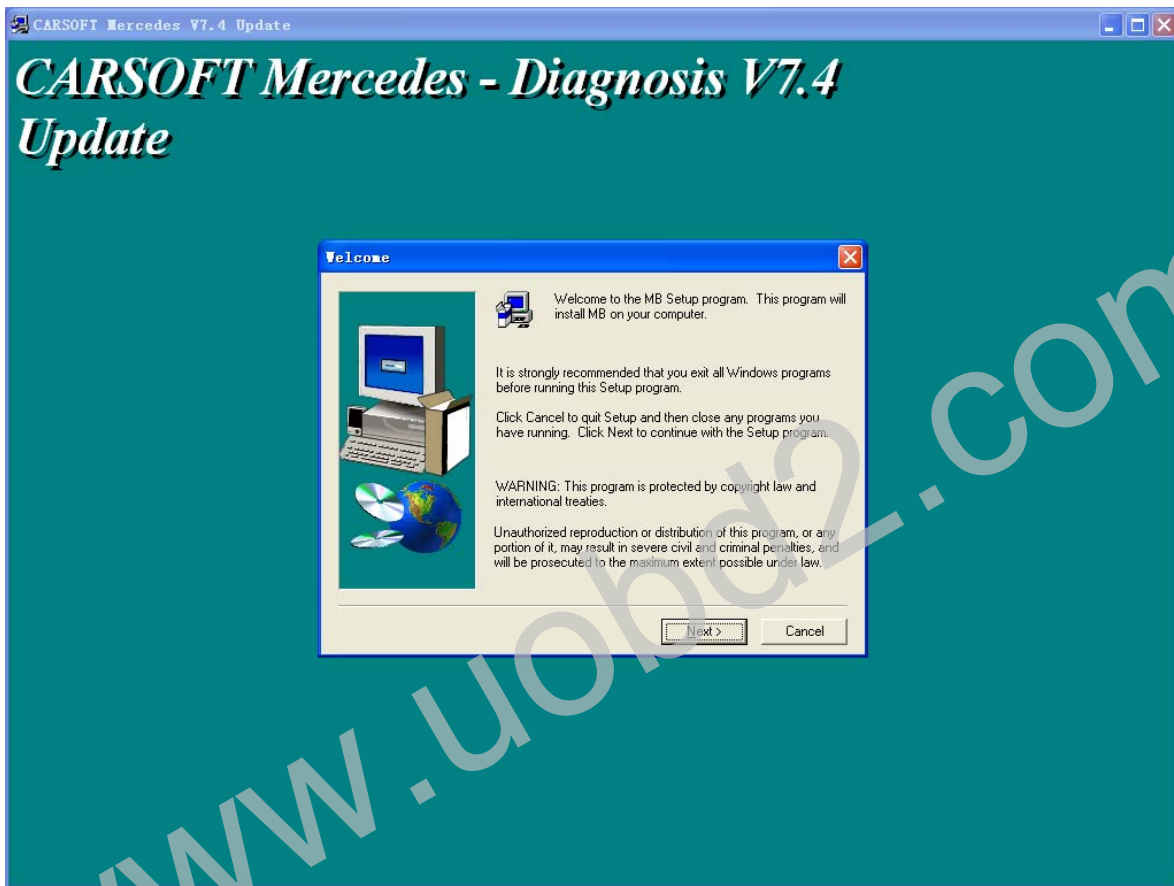 CARSOFT Mercedes V7.4 Update
CARSOFT Mercedes - Diagnosis V7.4
Update
Welcome
Welcome to the MB Setup program. This program will
install MB on your computer.
It is strongly recommended that you exit all Windows programs
before running this Setup program.
Click Cancel to quit Setup and then close any programs you
have running. Click Next to continue with the Setup program.
WARNING: This program is protected by copyright law and
international treaties.
Unauthorized reproduction or distribution of this program, or any
portion of it, may result in severe civil and criminal penalties, and
will be prosecuted to the maximum extent possible under law.
Next >
Cancel
www.uobd2.com